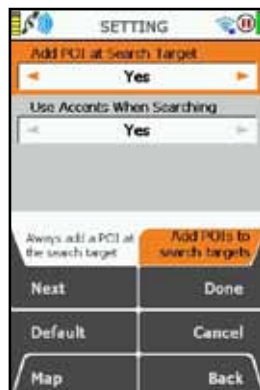 SETTING
Add POI at Search Target
Yes
Use Accents When Searching
Yes
Always add a POI at
the search target
Add POIs to
search targets
Next
Done
Default
Cancel
Map
Back